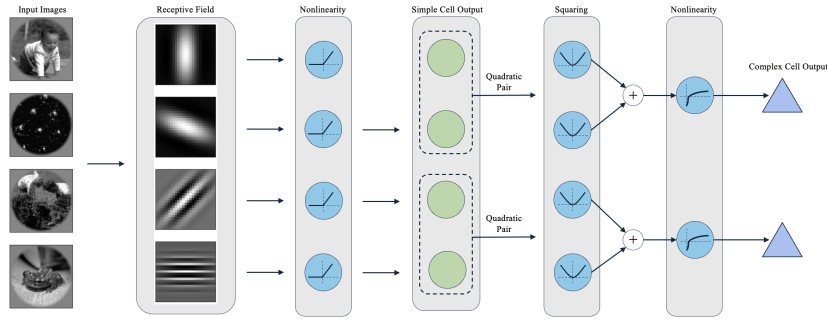 Input Images
Receptive Field
Nonlinearity
Simple Cell Output
Squaring
Nonlinearity
Quadratic
Pair
+
Complex Cell Output
Quadratic
Pair
+